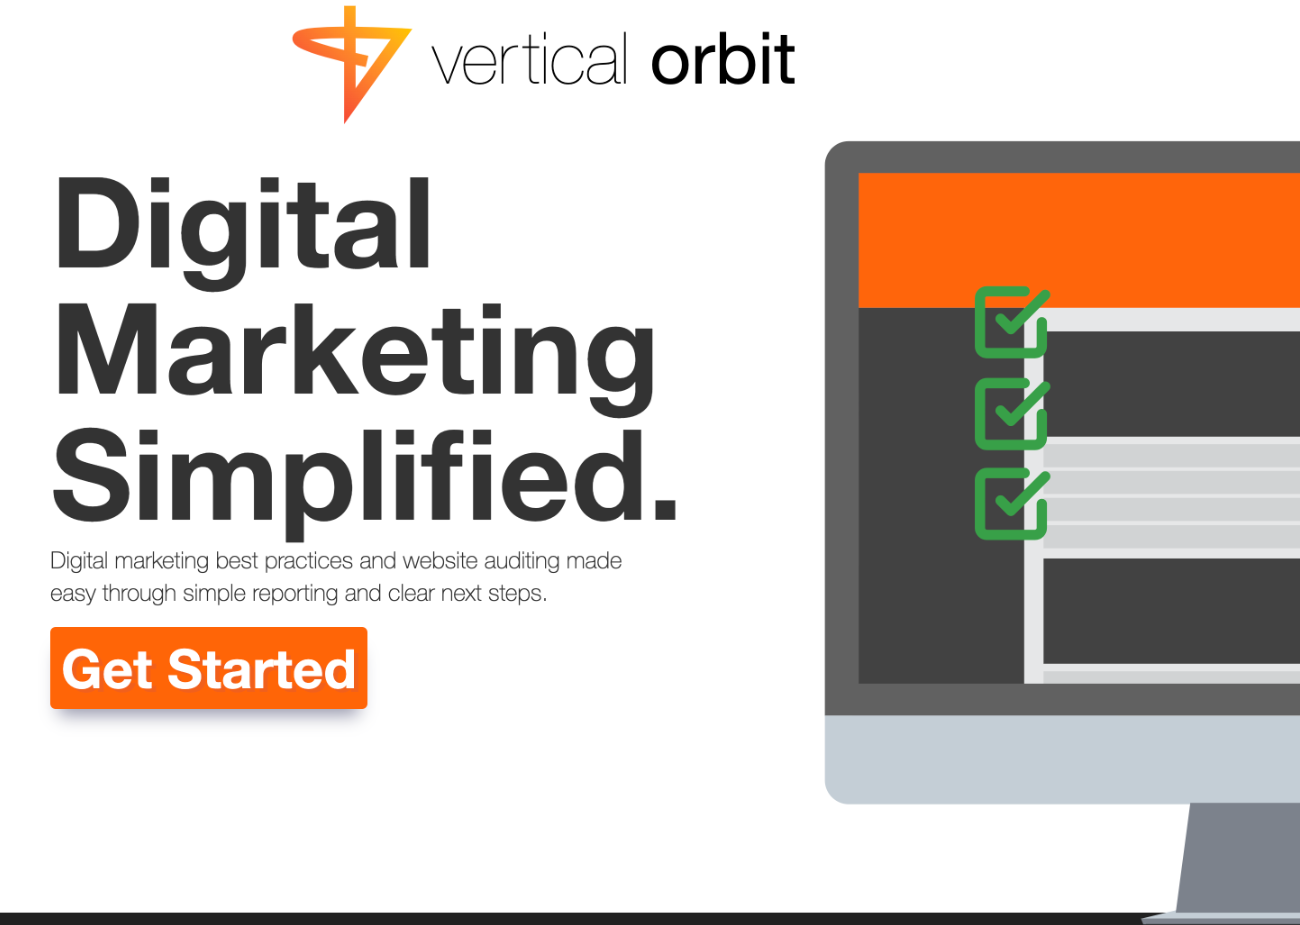 vertical orbit
Digital
Marketing
Simplified.
Digital marketing best practices and website auditing made
easy through simple reporting and clear next steps.
Get Started